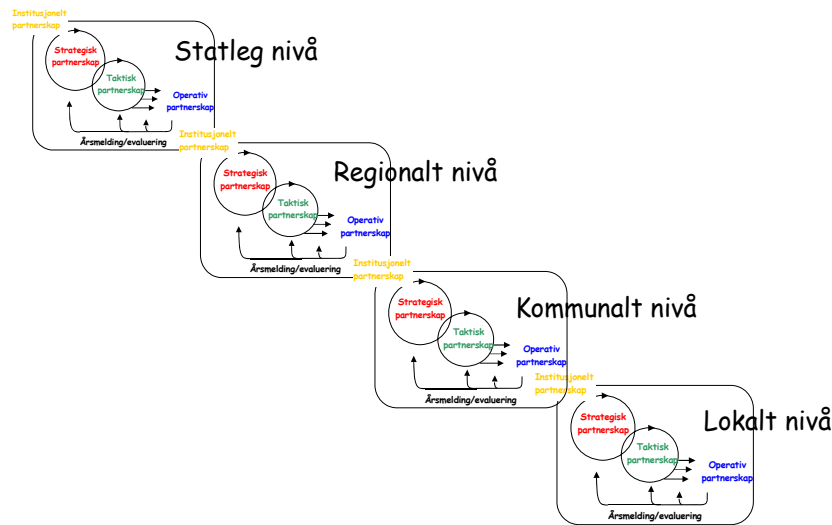 Institusjonelt
partnerskap
Statleg nivå
Strategisk
partnerskap
Taktisk
partnerskap
Operativ
partnerskap
Årsmelding/evaluering
Institusjonelt
partnerskap
Regionalt nivå
Strategisk
partnerskap
Taktisk
partnerskap
Operativ
partnerskap
Årsmelding/evaluering
Institusjonelt
partnerskap
Kommunalt nivå
Strategisk
partnerskap
Taktisk
partnerskap
Operativ
partnerskap
Årsmelding/evaluering
Institusjonelt
partnerskap
Lokalt nivå
Strategisk
partnerskap
Taktisk
partnerskap
Operativ
partnerskap
Årsmelding/evaluering